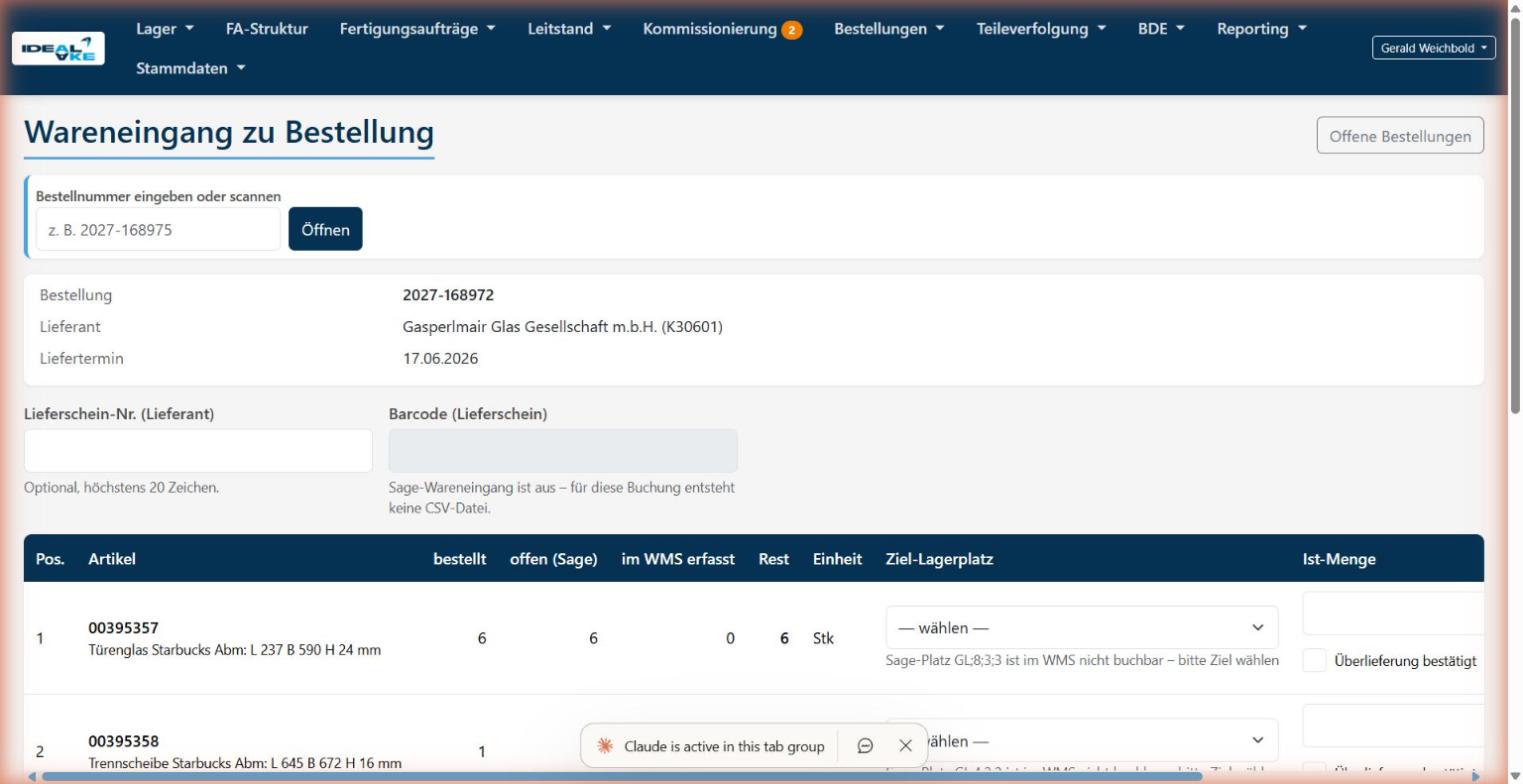 Lager
FA-Struktur
Fertigungsaufträge
Leitstand
Kommissionierung 2
Bestellungen
Teileverfolgung
BDE
Reporting
IDEAL AKE
Gerald Weichbold
Stammdaten
Wareneingang zu Bestellung
Offene Bestellungen
Bestellnummer eingeben oder scannen
z. B. 2027-168975
Öffnen
Bestellung 2027-168972
Lieferant Gasperlmair Glas Gesellschaft m.b.H. (K30601)
Liefertermin 17.06.2026
Lieferschein-Nr. (Lieferant) Barcode (Lieferschein)
Optional, höchstens 20 Zeichen. Sage-Wareneingang ist aus – für diese Buchung entsteht
keine CSV-Datei.
Pos. Artikel bestellt offen (Sage) im WMS erfasst Rest Einheit Ziel-Lagerplatz Ist-Menge
00395357
— wählen —
1 6 6 0 6 Stk
Türenglas Starbucks Abm: L 237 B 590 H 24 mm
Sage-Platz GL;8;3;3 ist im WMS nicht buchbar – bitte Ziel wählen
Überlieferung bestätigt
00395358
2 1
Claude is active in this tab group
ählen —
Trennscheibe Starbucks Abm: L 645 B 672 H 16 mm